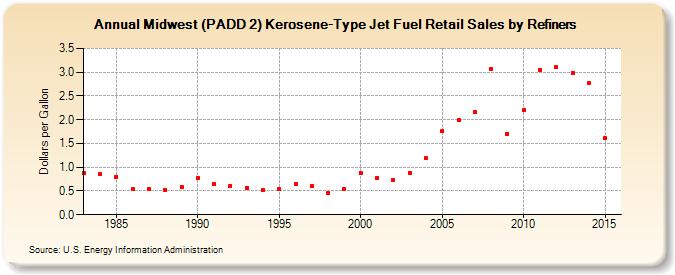 Annual Midwest (PADD 2) Kerosene-Type Jet Fuel Retail Sales by Refiners
Dollars per Gallon
3.5
3.0
2.5
2.0
1.5
1.0
0.5
0.0
1985 1990 1995 2000 2005 2010 2015
Source: U.S. Energy Information Administration